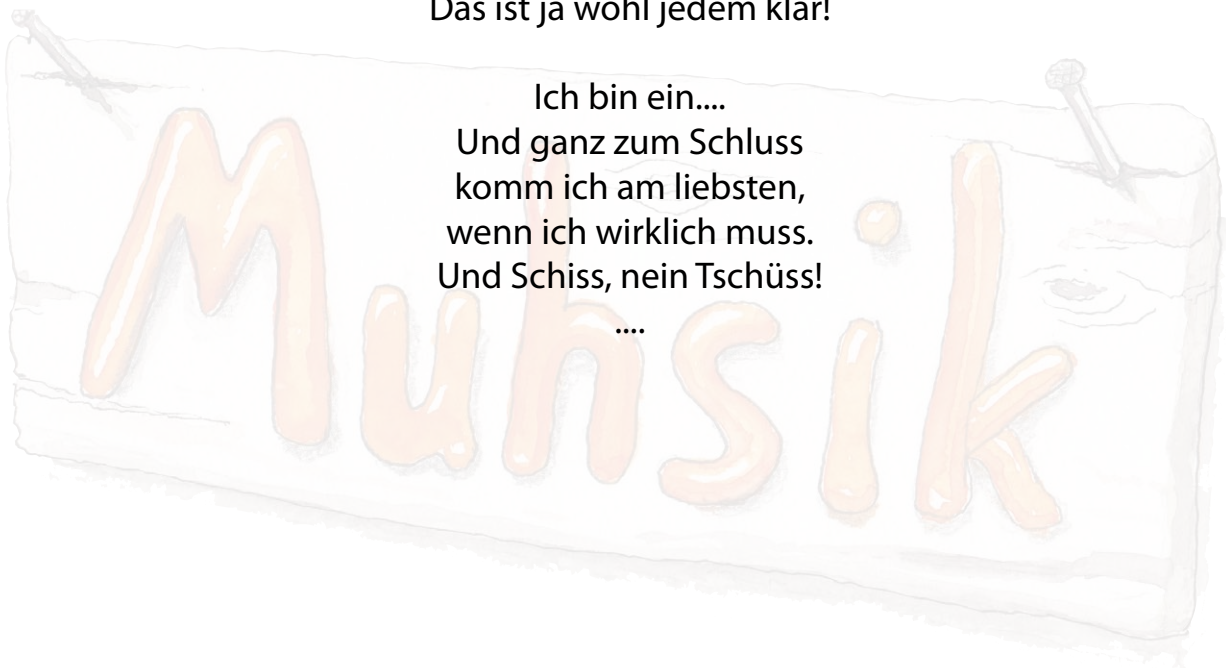 Das ist ja wohl jedem klar!
Ich bin ein....
Und ganz zum Schluss
komm ich am liebsten,
wenn ich wirklich muss.
Und Schiss, nein Tschüss!
....
Muhsik